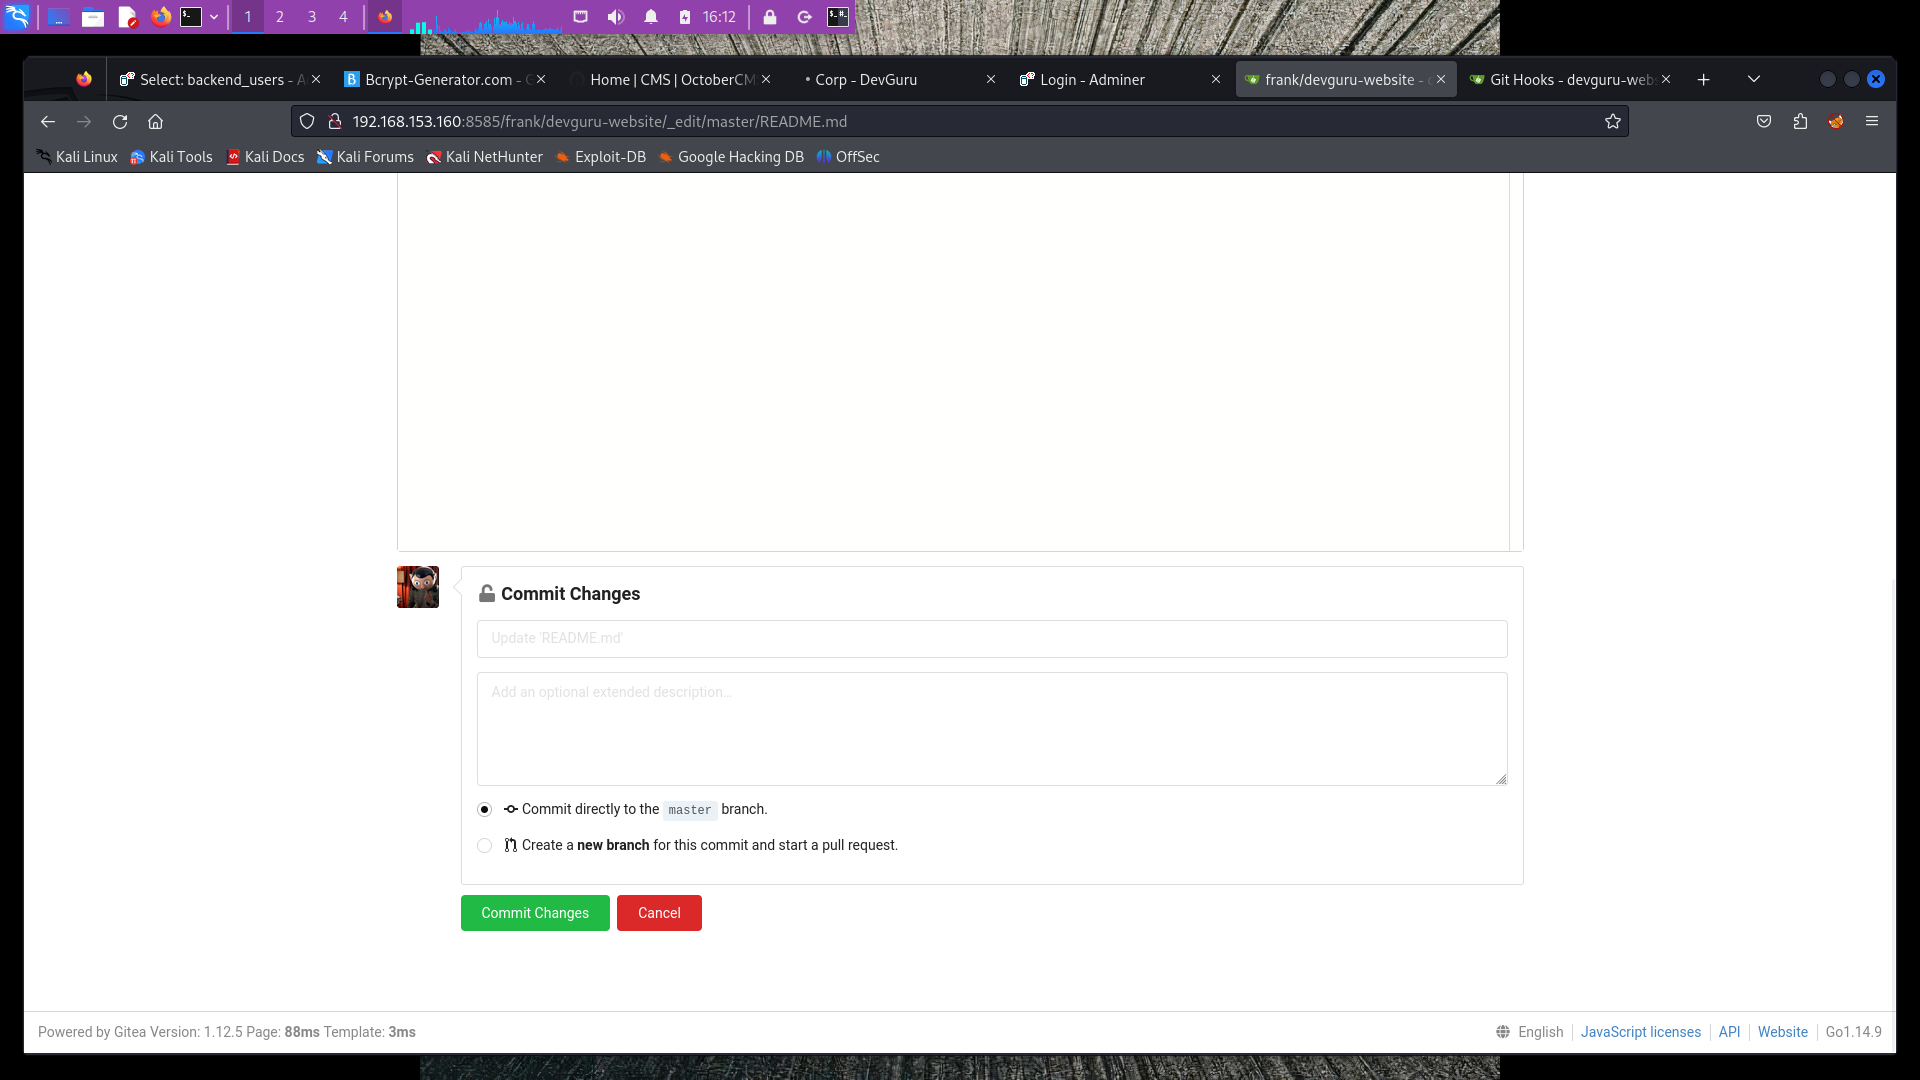 1 2 3 4 16:12
Select: backend_users - A
Bcrypt-Generator.com - G
Home | CMS | OctoberCM
Corp - DevGuru
Login - Adminer
frank/devguru-website -
Git Hooks - devguru-webs
192.168.153.160:8585/frank/devguru-website/_edit/master/README.md
Kali Linux Kali Tools Kali Docs Kali Forums Kali NetHunter Exploit-DB Google Hacking DB OffSec
Commit Changes
Update 'README.md'
Add an optional extended description…
Commit directly to the master branch.
Create a new branch for this commit and start a pull request.
Commit Changes Cancel
Powered by Gitea Version: 1.12.5 Page: 88ms Template: 3ms
English JavaScript licenses API Website Go1.14.9